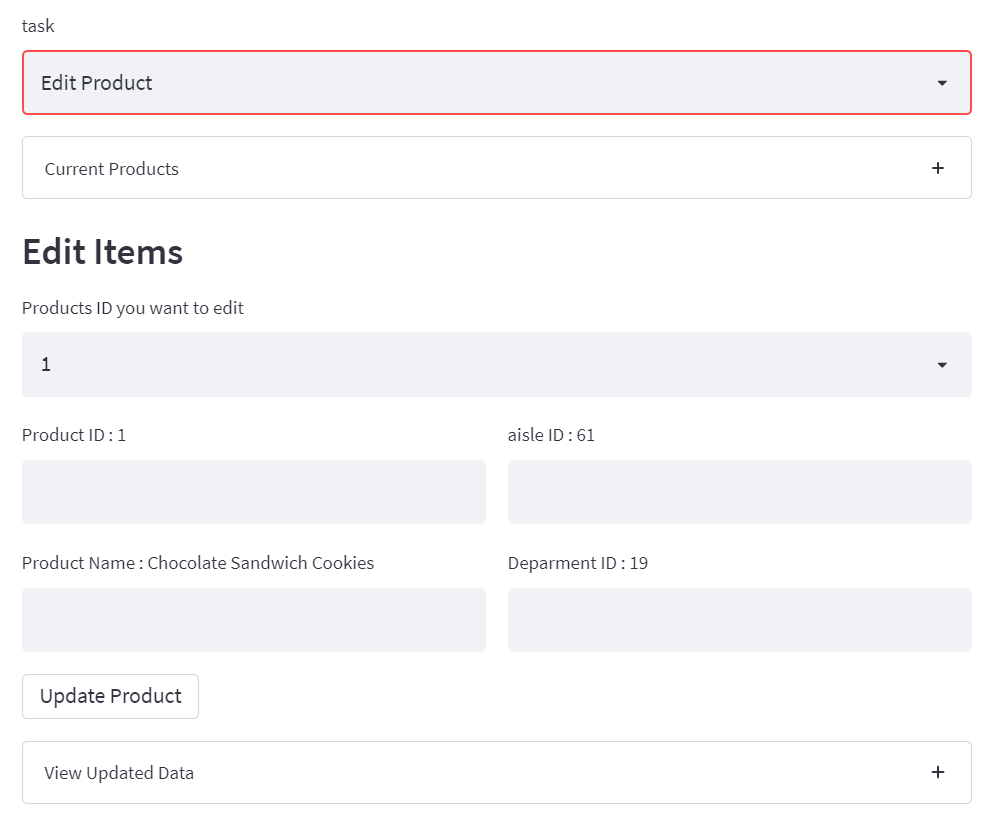 task
Edit Product
Current Products
Edit Items
Products ID you want to edit
1
Product ID : 1
aisle ID : 61
Product Name : Chocolate Sandwich Cookies
Deparment ID : 19
Update Product
View Updated Data